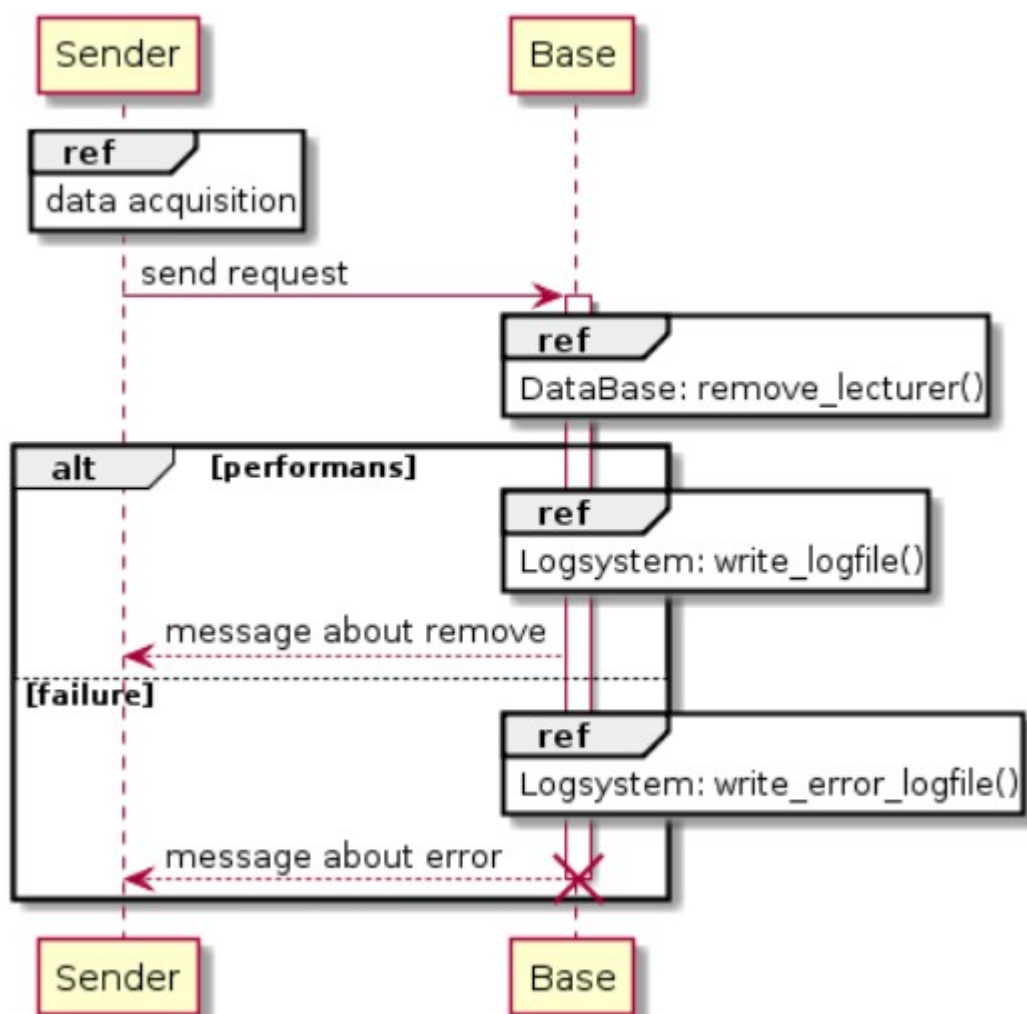 Sender
Base
ref
data acquisition
send request
ref
DataBase: remove_lecturer()
alt [performans]
ref
Logsystem: write_logfile()
message about remove
[failure]
ref
Logsystem: write_error_logfile()
message about error
Sender
Base